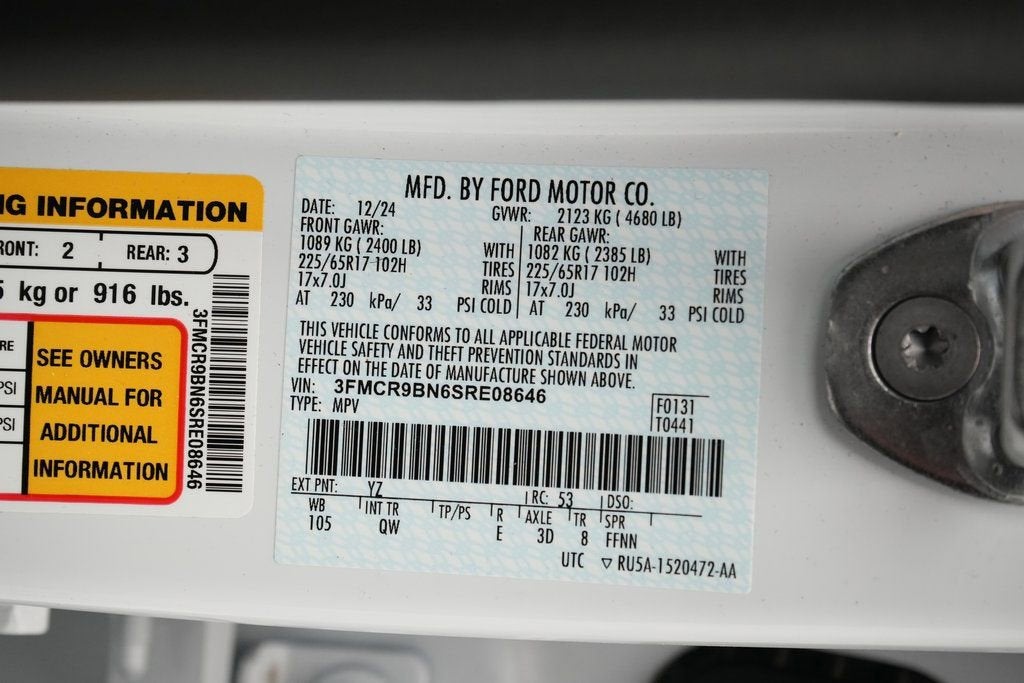 NG INFORMATION
RONT: 2 REAR: 3
5 kg or 916 lbs.
RE
PSI
PSI
SEE OWNERS
MANUAL FOR
ADDITIONAL
INFORMATION
3FMCR9BN6SRE08646
MFD. BY FORD MOTOR CO.
DATE: 12/24 GVWR: 2123 KG ( 4680 LB)
FRONT GAWR: REAR GAWR:
1089 KG ( 2400 LB) WITH 1082 KG ( 2385 LB) WITH
225/65R17 102H TIRES 225/65R17 102H TIRES
17x7.0J RIMS 17x7.0J RIMS
AT 230 kPa/ 33 PSI COLD AT 230 kPa/ 33 PSI COLD
THIS VEHICLE CONFORMS TO ALL APPLICABLE FEDERAL MOTOR
VEHICLE SAFETY AND THEFT PREVENTION STANDARDS IN
EFFECT ON THE DATE OF MANUFACTURE SHOWN ABOVE.
VIN: 3FMCR9BN6SRE08646
TYPE: MPV
F0131
T0441
EXT PNT: YZ RC: 53 DSO:
WB INT TR TP/PS R AXLE TR SPR
105 QW E 3D 8 FFNN
UTC ▽ RU5A-1520472-AA